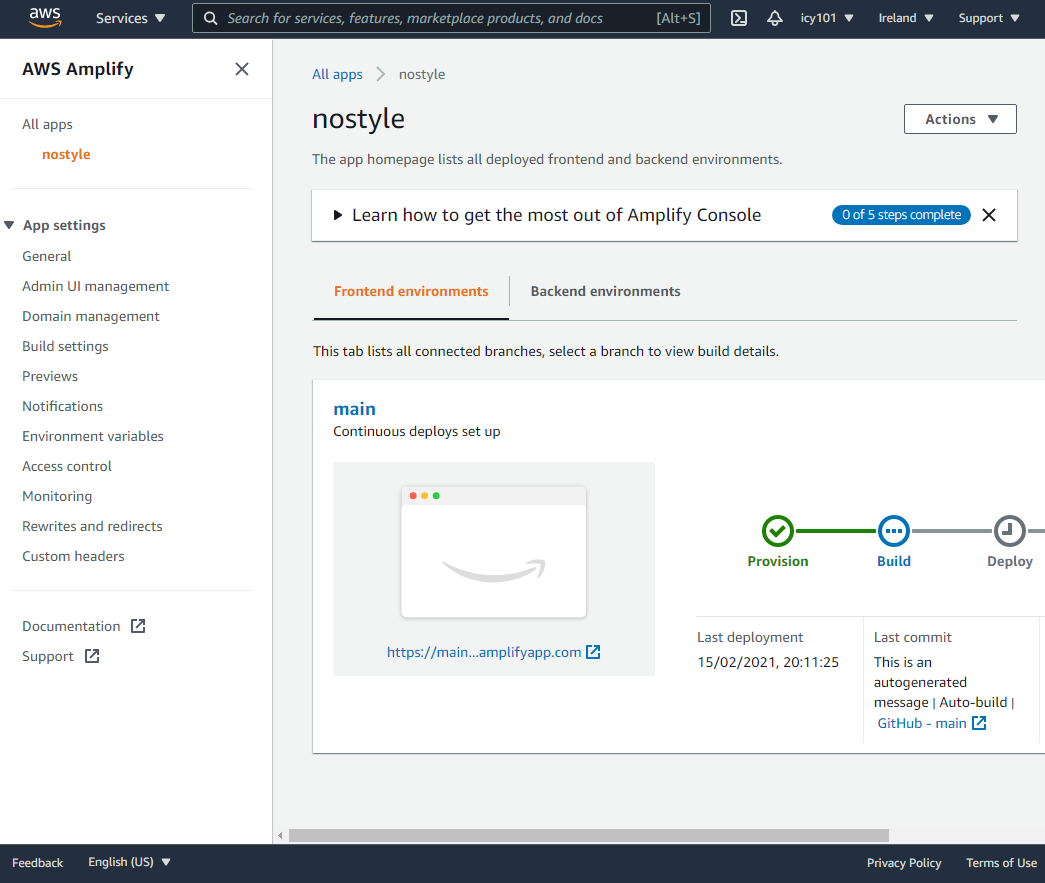 aws
Services
Search for services, features, marketplace products, and docs [Alt+S]
icy101
Ireland
Support
AWS Amplify
All apps
nostyle
App settings
General
Admin UI management
Domain management
Build settings
Previews
Notifications
Environment variables
Access control
Monitoring
Rewrites and redirects
Custom headers
Documentation
Support
All apps
nostyle
nostyle
Actions
The app homepage lists all deployed frontend and backend environments.
Learn how to get the most out of Amplify Console
0 of 5 steps complete
Frontend environments
Backend environments
This tab lists all connected branches, select a branch to view build details.
main
Continuous deploys set up
https://main...amplifyapp.com
Provision
Build
Deploy
Last deployment
15/02/2021, 20:11:25
Last commit
This is an
autogenerated
message | Auto-build |
GitHub - main
Feedback
English (US)
Privacy Policy
Terms of Use